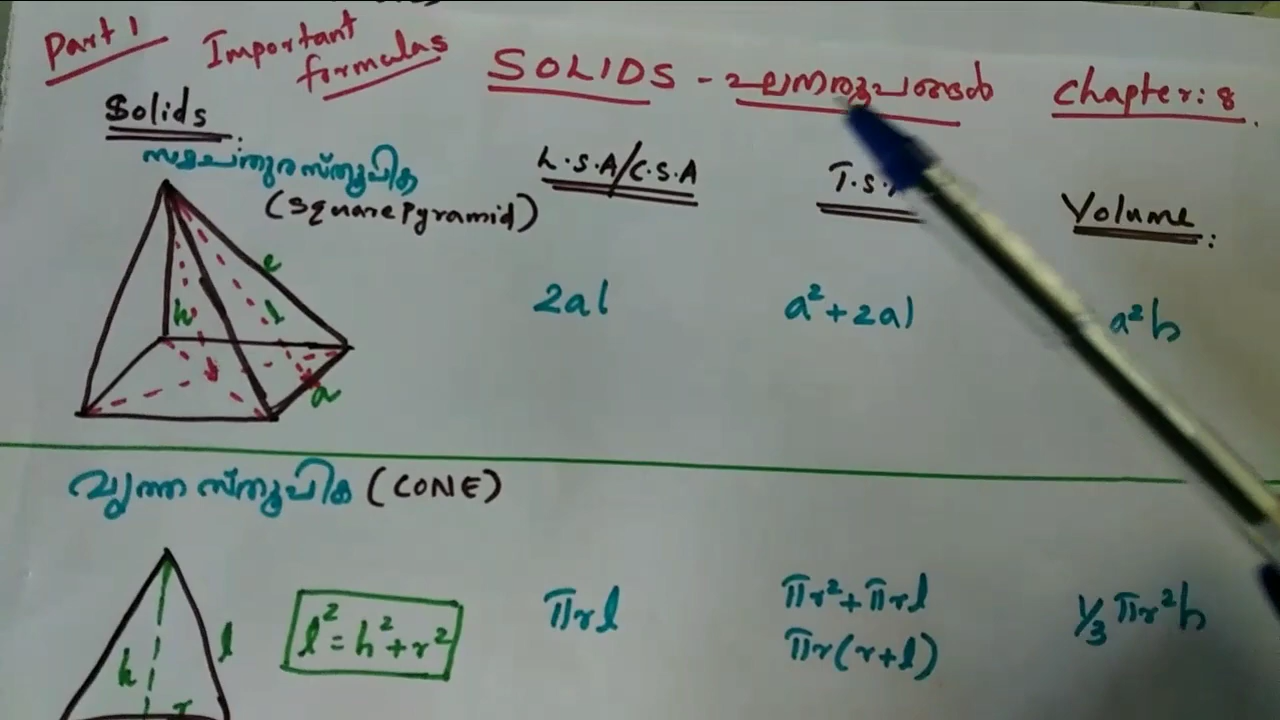 Part 1 Important formulas SOLIDS - ഘനരൂപങ്ങൾ Chapter: 8.
Solids
സമചതുരസ്തൂപിക
(Square Pyramid)
L.S.A/C.S.A
T.S.
Volume
e
h
l
a
2al
a²+2al
a²h
വൃത്തസ്തൂപിക (CONE)
h
l
r
l²=h²+r²
πrl
πr²+πrl
πr(r+l)
1/3 πr²h